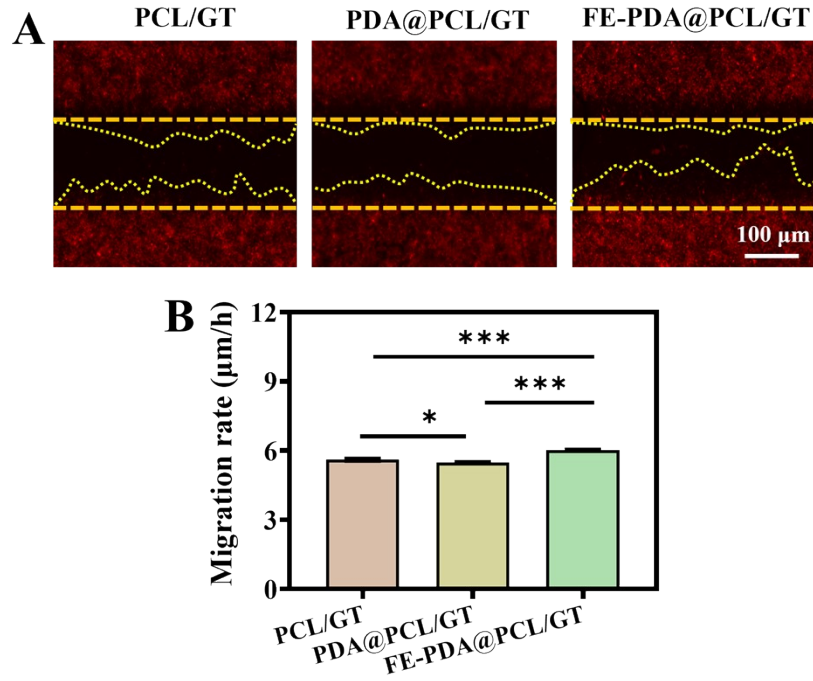 A
PCL/GT
PDA@PCL/GT
FE-PDA@PCL/GT
100 μm
B
Migration rate (μm/h)
12
9
6
3
0
***
***
*
PCL/GT
PDA@PCL/GT
FE-PDA@PCL/GT